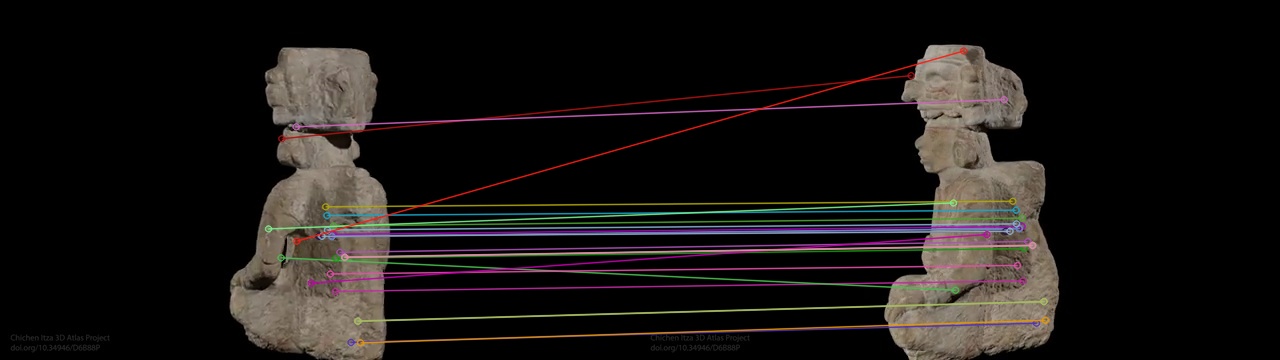 Chichen Itza 3D Atlas Project
doi.org/10.34946/D6B88P
Chichen Itza 3D Atlas Project
doi.org/10.34946/D6B88P